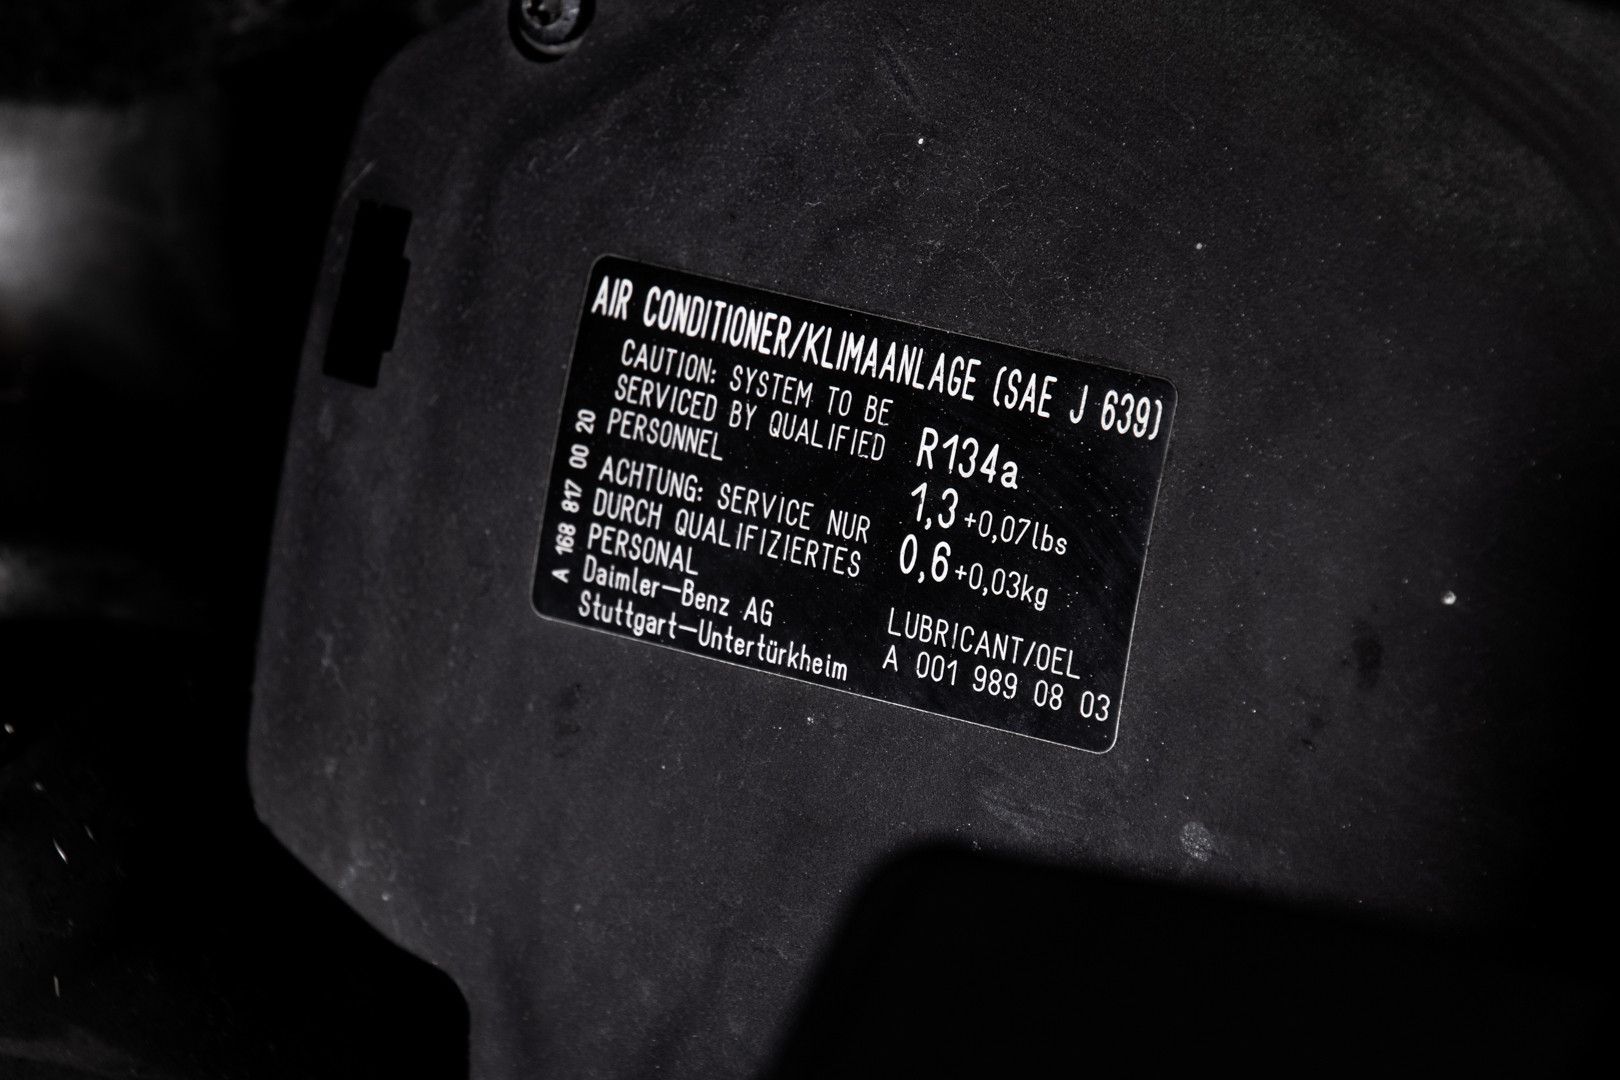 AIR CONDITIONER/KLIMAANLAGE (SAE J 639)
CAUTION: SYSTEM TO BE
SERVICED BY QUALIFIED
PERSONNEL
ACHTUNG: SERVICE NUR
DURCH QUALIFIZIERTES
PERSONAL
Daimler-Benz AG
Stuttgart-Untertürkheim
A 168 817 00 20
R134a
1,3 +0,07lbs
0,6 +0,03kg
LUBRICANT/OEL
A 001 989 08 03